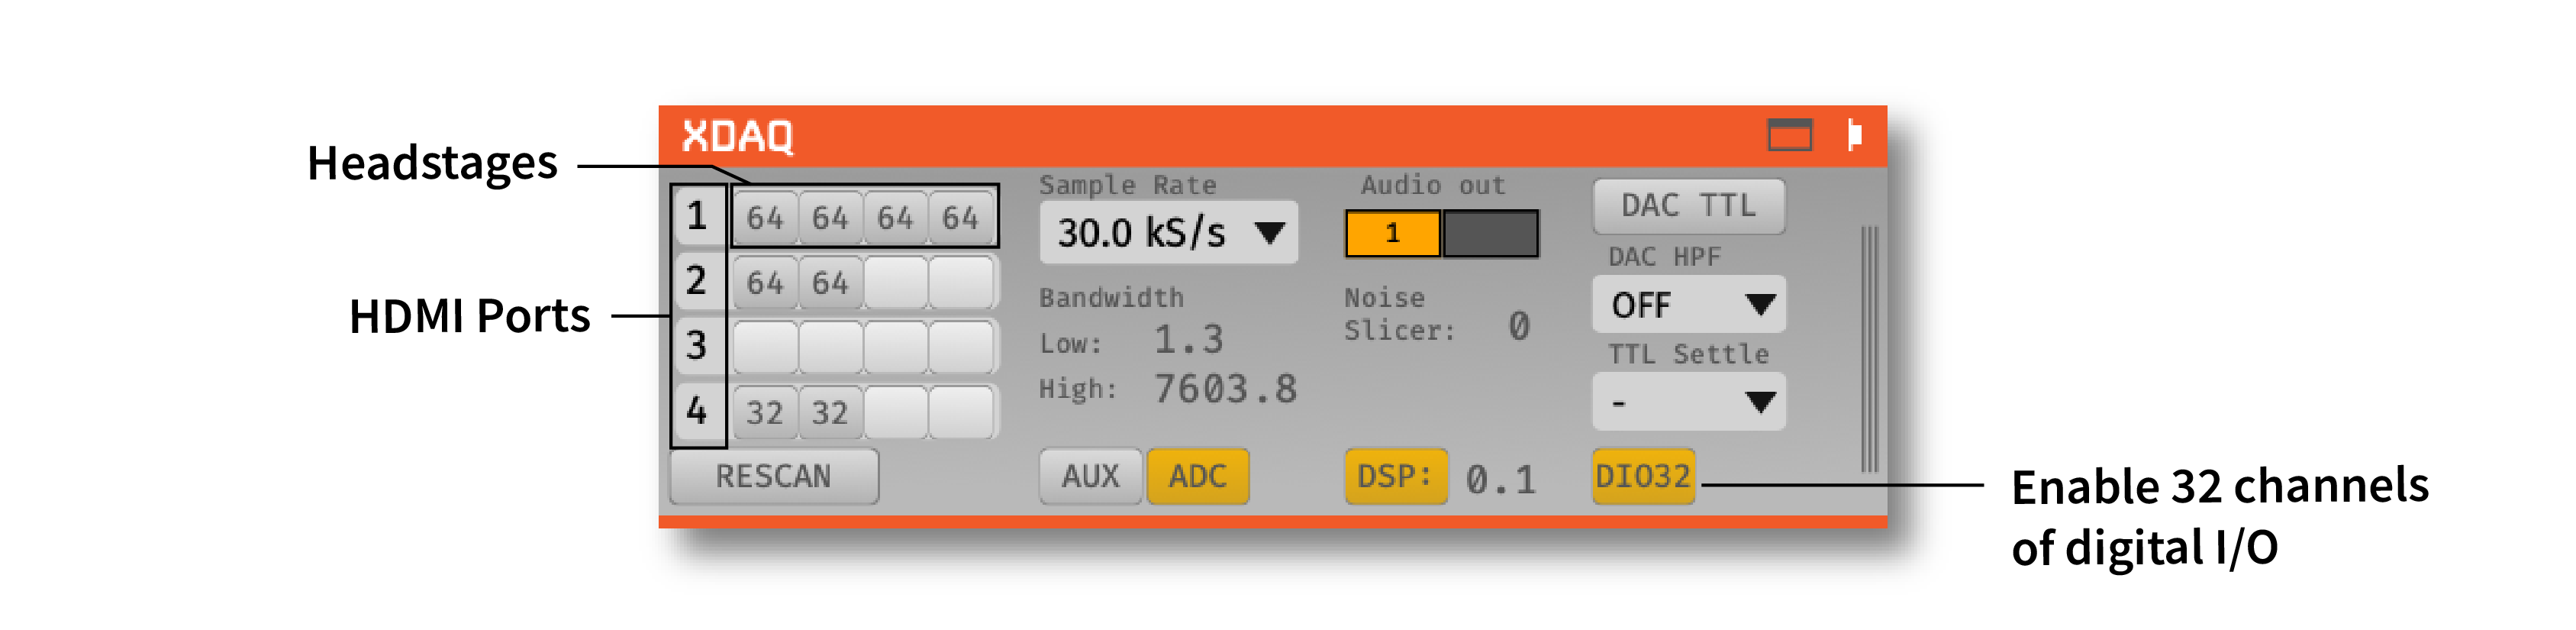 XDAQ
Headstages
HDMI Ports
1 64 64 64 64
2 64 64
3
4 32 32
RESCAN
Sample Rate
30.0 kS/s
Bandwidth
Low: 1.3
High: 7603.8
AUX ADC
Audio out
1
Noise
Slicer: 0
DSP: 0.1
DAC TTL
DAC HPF
OFF
TTL Settle
-
DIO32
Enable 32 channels
of digital I/O